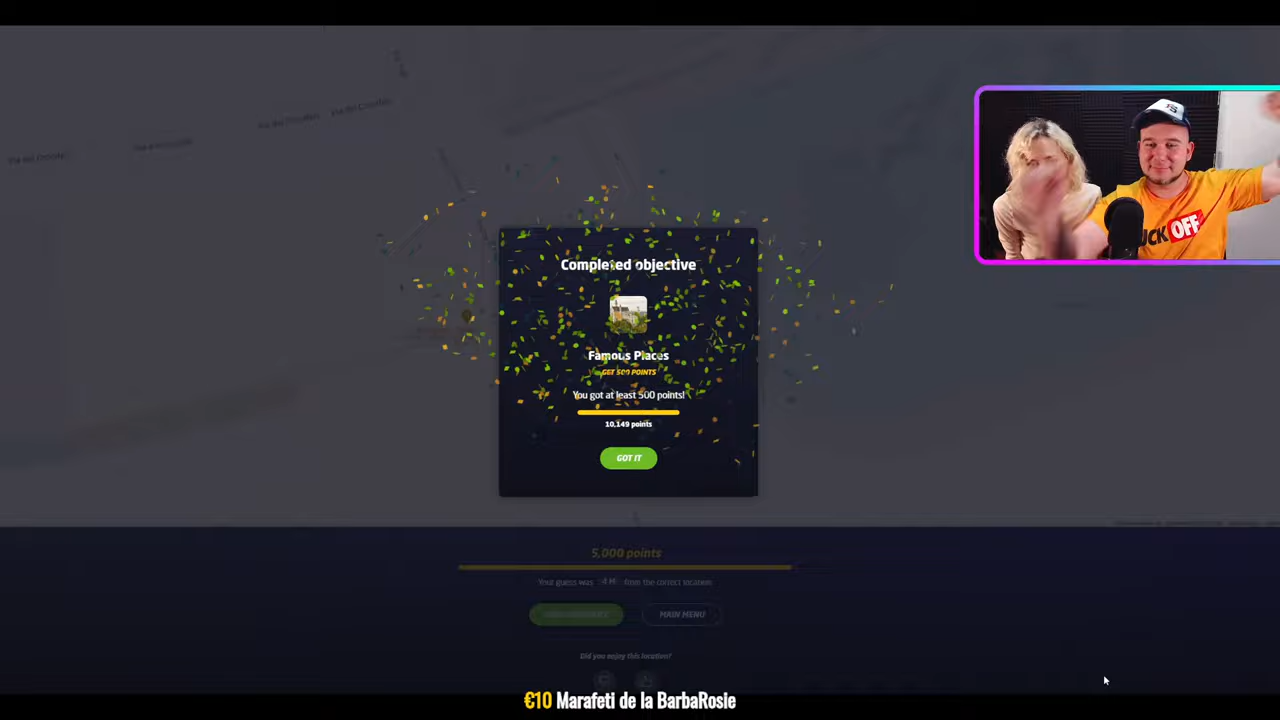 Completed objective
Famous Places
GET 500 POINTS
You got at least 500 points!
10,149 points
GOT IT
5,000 points
Your guess was 4 M from the correct location
MAIN MENU
Did you enjoy this location?
€10 Marafeti de la BarbaRosie
UCK OFF